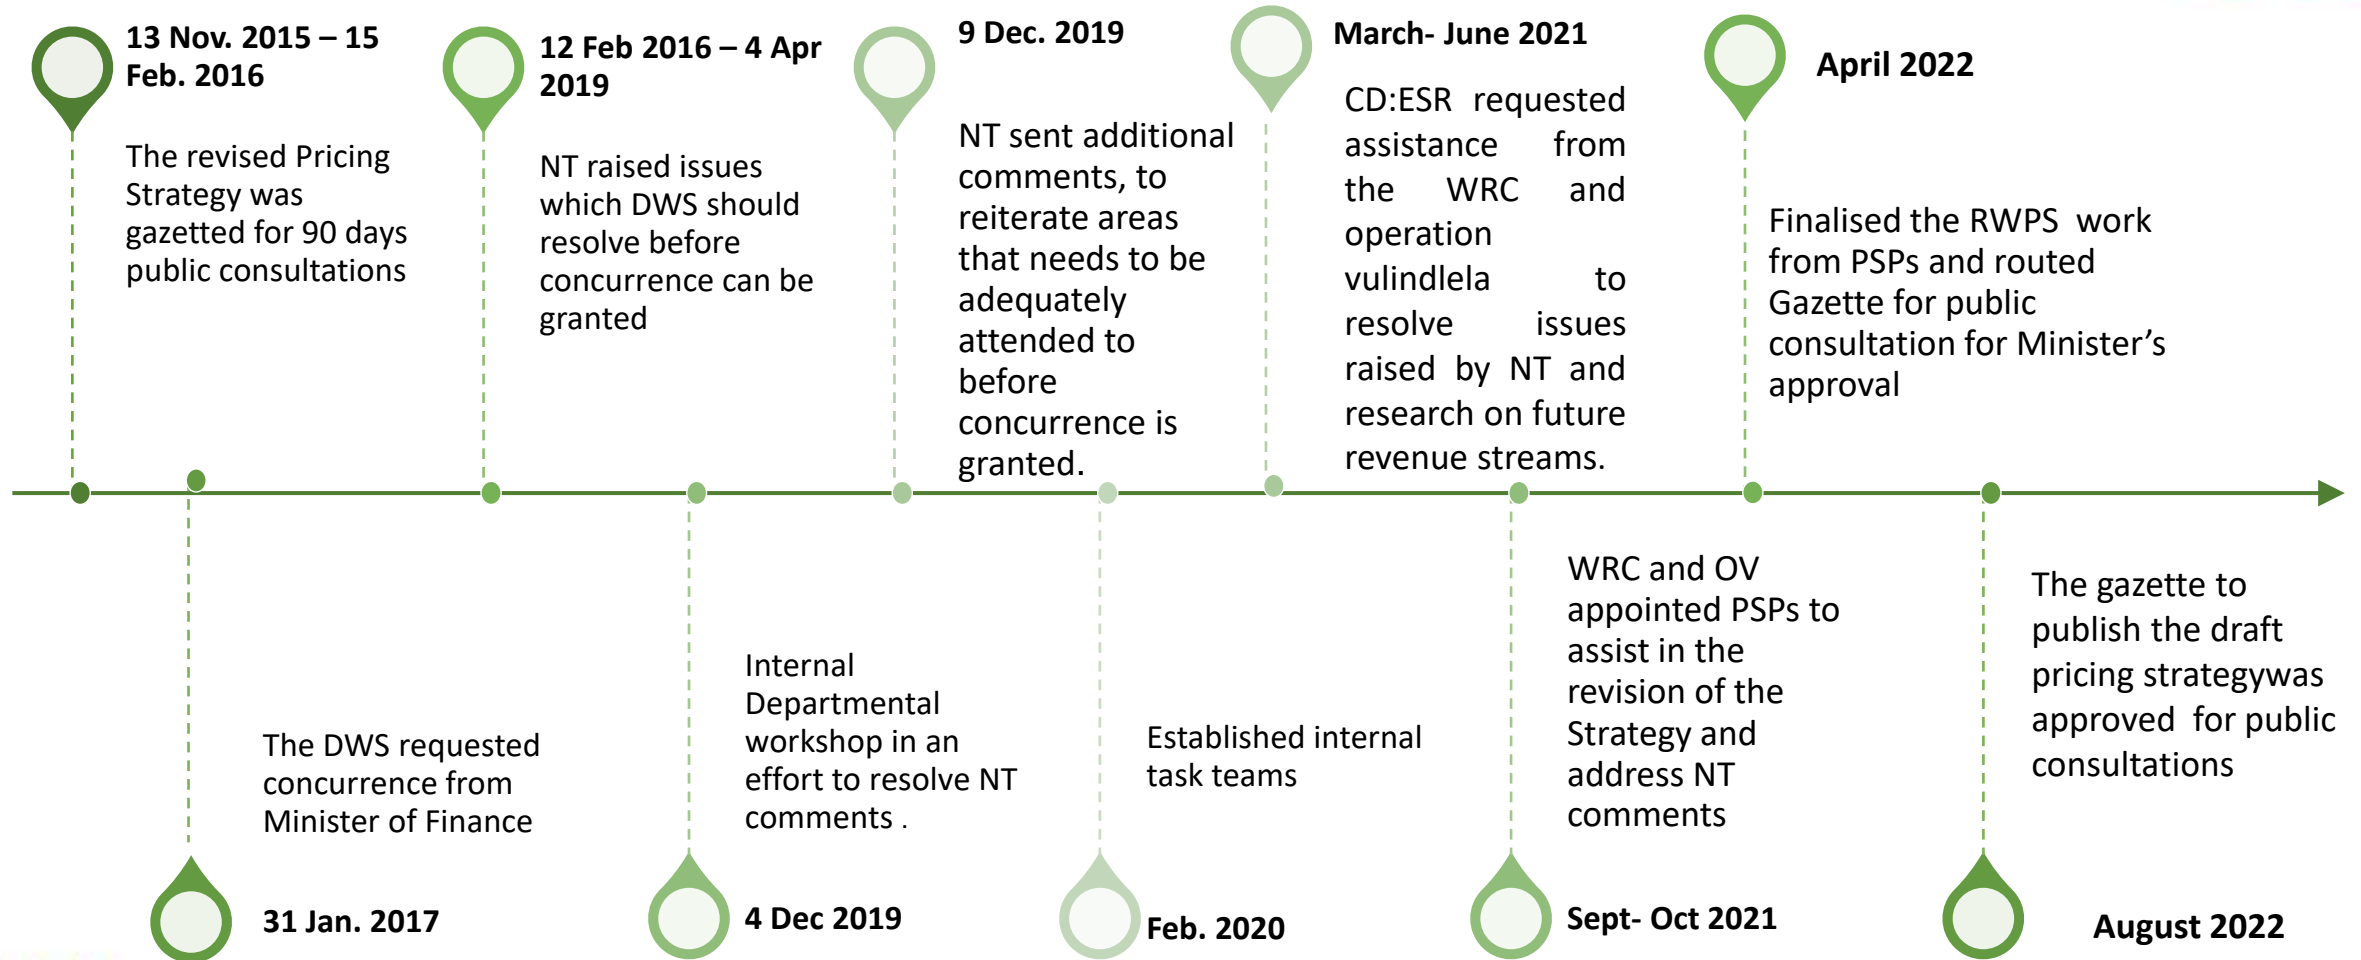 13 Nov. 2015 – 15
Feb. 2016
The revised Pricing
Strategy was
gazetted for 90 days
public consultations
31 Jan. 2017
The DWS requested
concurrence from
Minister of Finance
12 Feb 2016 – 4 Apr
2019
NT raised issues
which DWS should
resolve before
concurrence can be
granted
4 Dec 2019
Internal
Departmental
workshop in an
effort to resolve NT
comments .
9 Dec. 2019
NT sent additional
comments, to
reiterate areas
that needs to be
adequately
attended to
before
concurrence is
granted.
Feb. 2020
Established internal
task teams
March- June 2021
CD:ESR requested
assistance from
the WRC and
operation
vulindlela to
resolve issues
raised by NT and
research on future
revenue streams.
Sept- Oct 2021
WRC and OV
appointed PSPs to
assist in the
revision of the
Strategy and
address NT
comments
April 2022
Finalised the RWPS work
from PSPs and routed
Gazette for public
consultation for Minister’s
approval
August 2022
The gazette to
publish the draft
pricing strategywas
approved for public
consultations